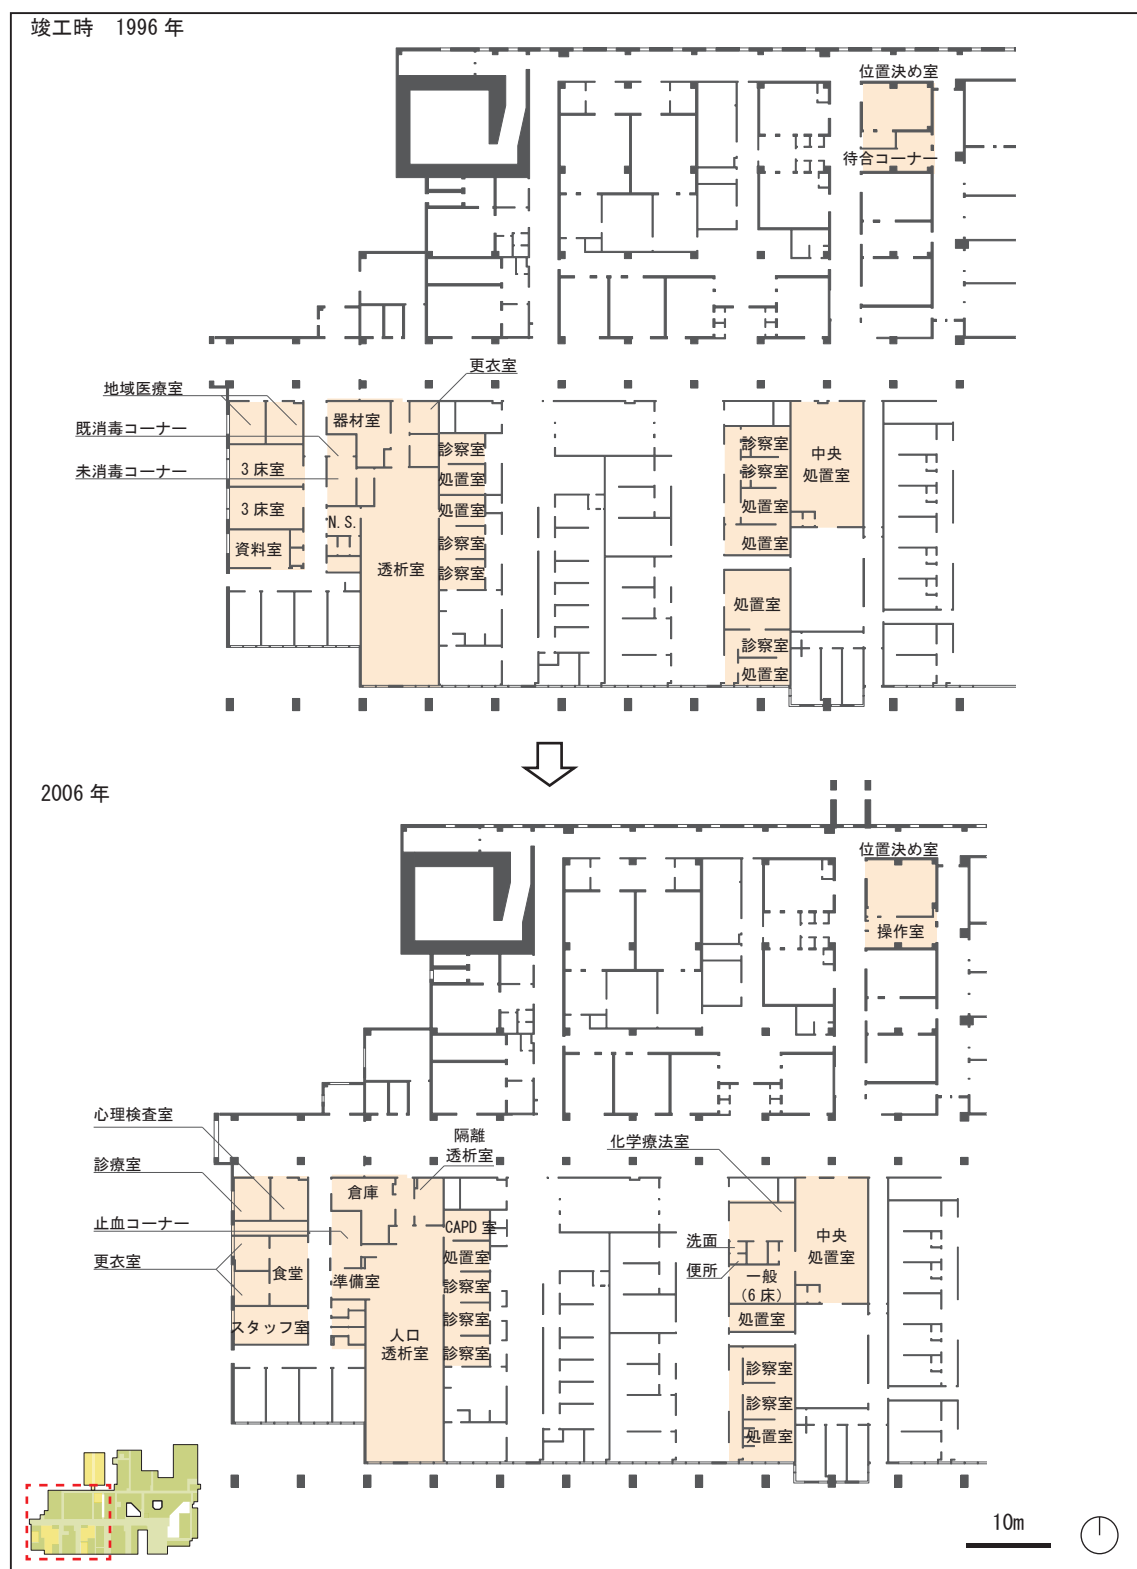 竣工時　1996 年
位置決め室
待合コーナー
更衣室
地域医療室
器材室
既消毒コーナー
診察室
診察室
中央
処置室
3 床室
未消毒コーナー
処置室
診察室
3 床室
処置室
処置室
N.S.
資料室
診察室
処置室
透析室
診察室
処置室
診察室
処置室
2006 年
位置決め室
操作室
心理検査室
隔離
透析室
化学療法室
診療室
倉庫
止血コーナー
CAPD 室
中央
処置室
洗面
更衣室
食堂
準備室
処置室
便所
一般
(6 床)
診察室
スタッフ室
人口
透析室
診察室
処置室
診察室
診察室
診察室
処置室
10m